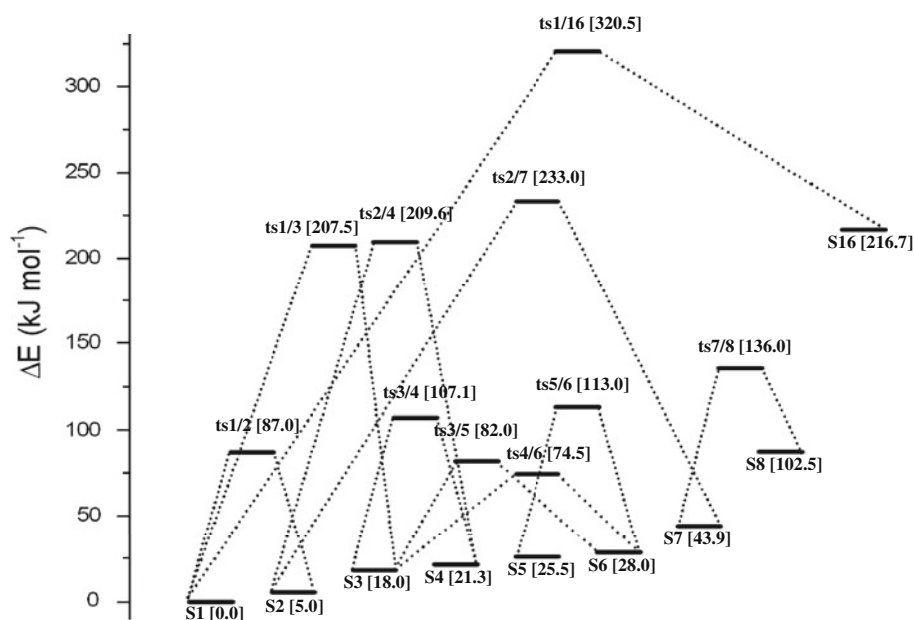 ts1/16 [320.5]
300
250
ts2/7 [233.0]
ts2/4 [209.6]
ts1/3 [207.5]
S16 [216.7]
200
ΔE (kJ mol⁻¹)
150
ts7/8 [136.0]
ts5/6 [113.0]
ts3/4 [107.1]
ts1/2 [87.0]
ts3/5 [82.0]
100
ts4/6 [74.5]
S8 [102.5]
50
S7 [43.9]
S3 [18.0]
S4 [21.3]
S5 [25.5]
S6 [28.0]
0
S1 [0.0]
S2 [5.0]